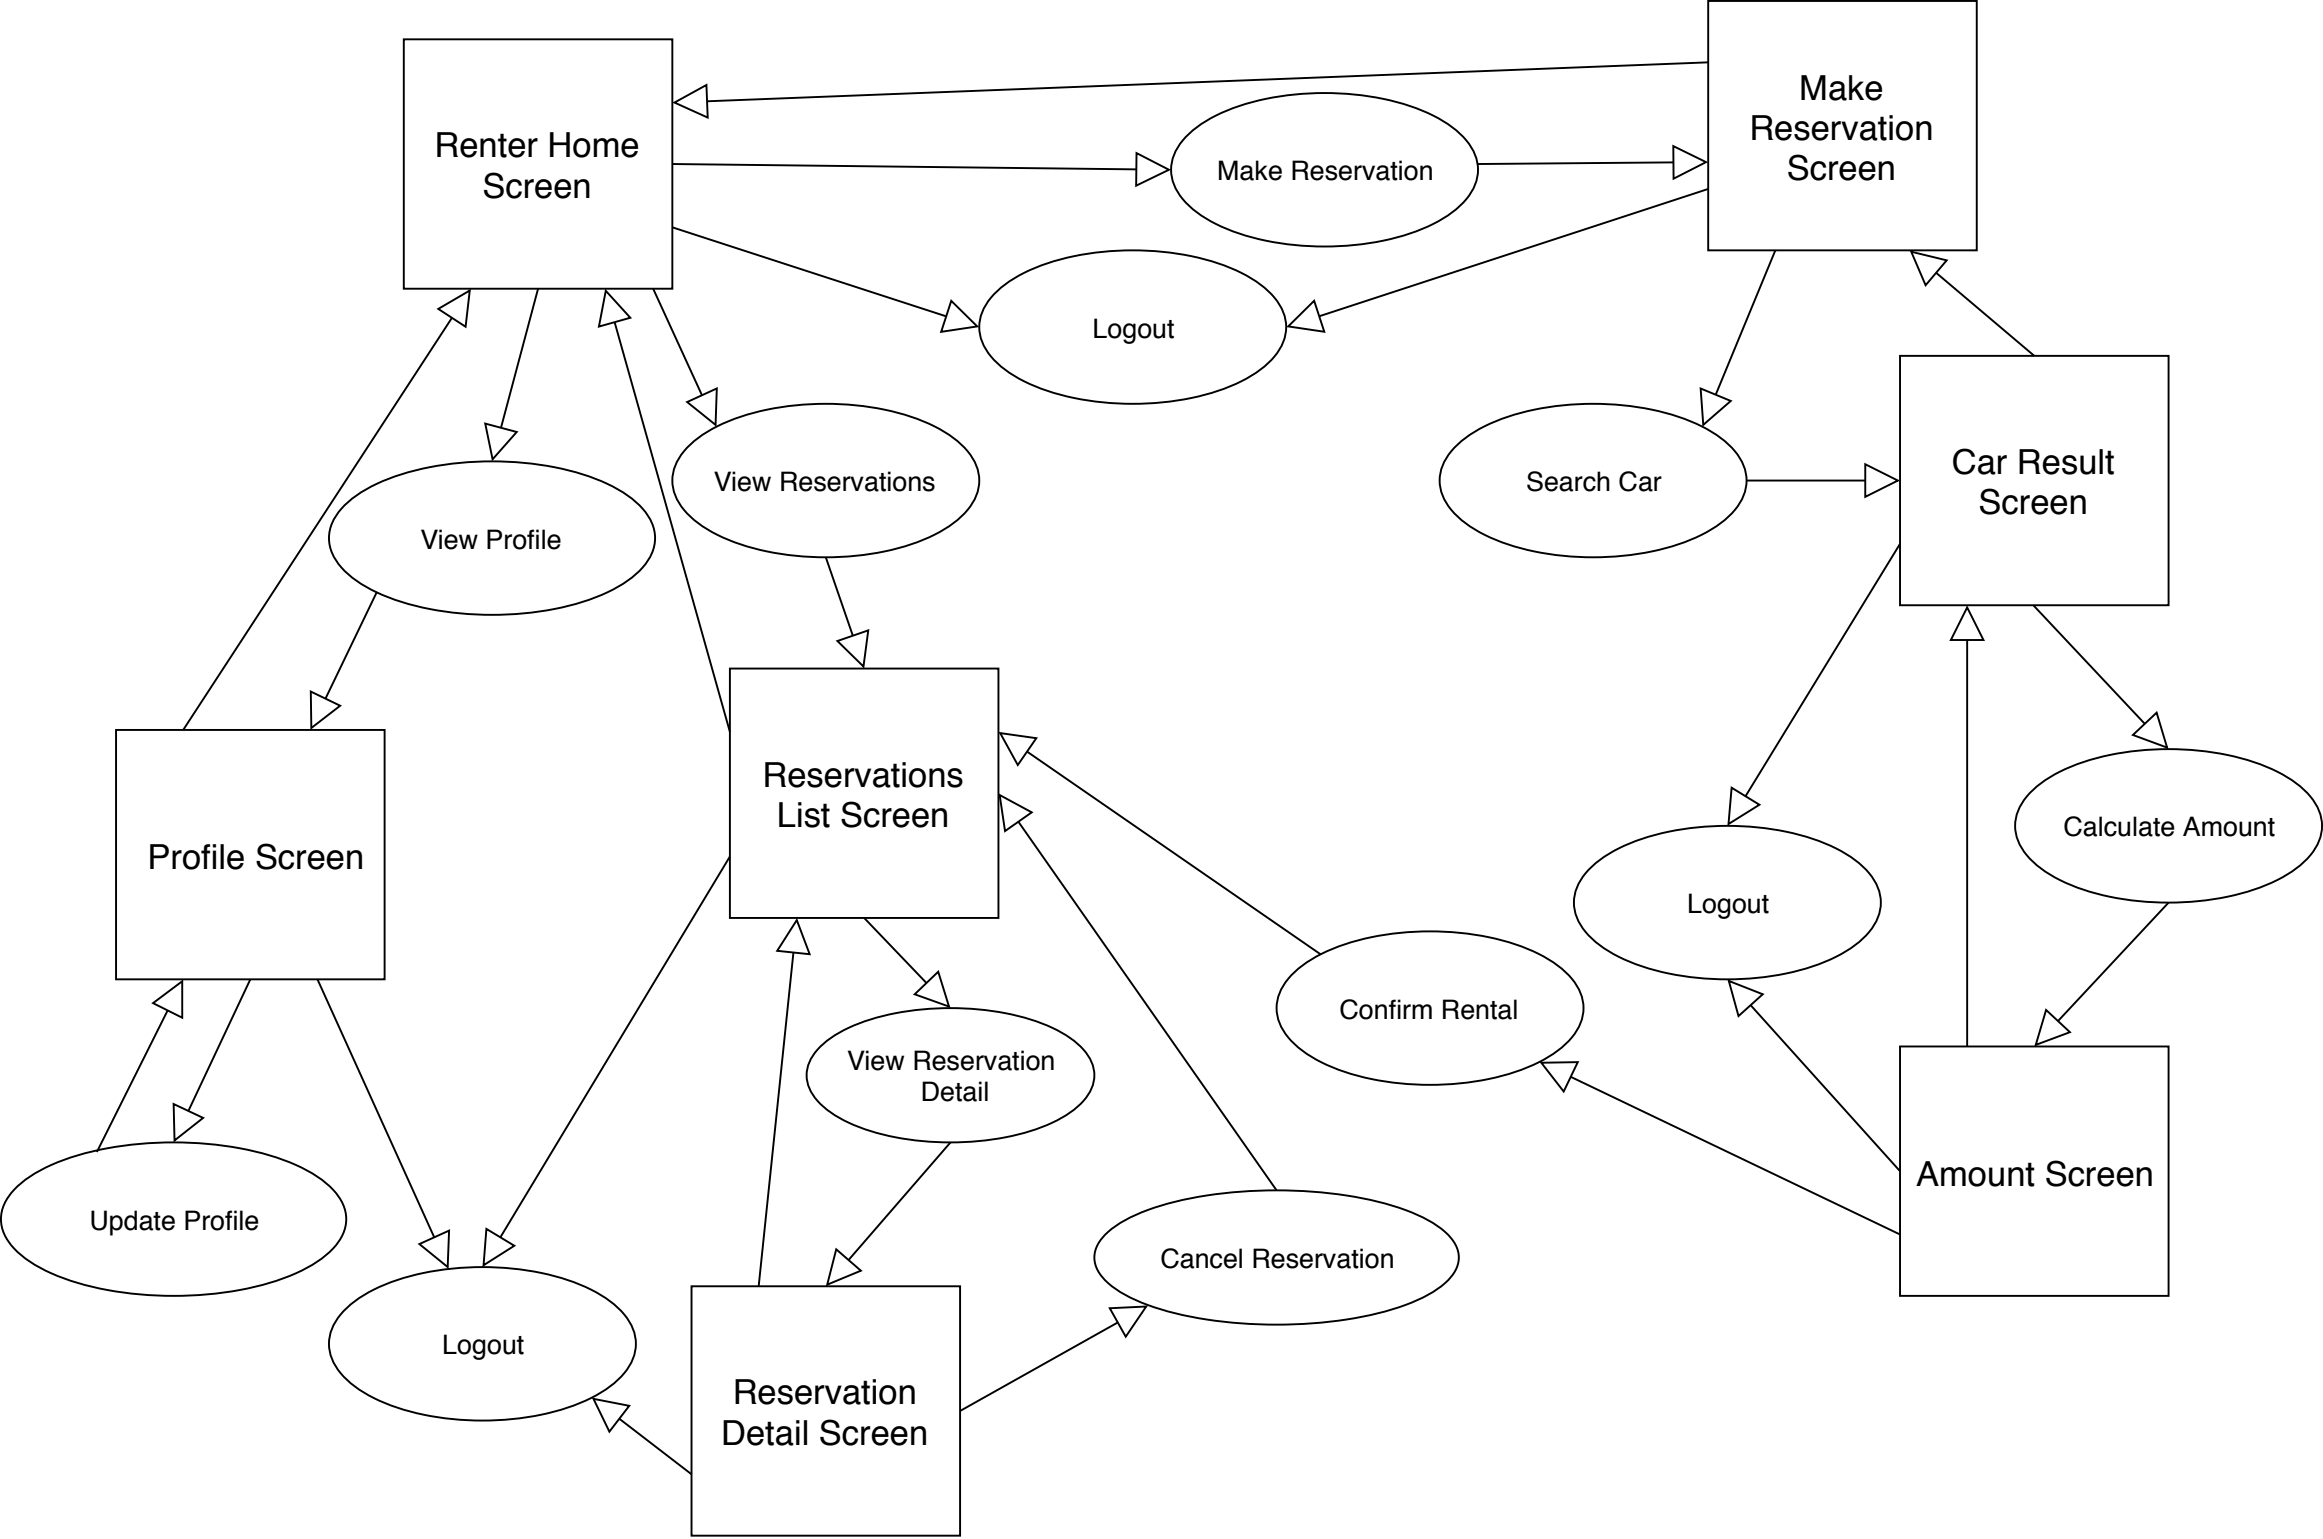 Make
Reservation
Screen
Renter Home
Screen
Make Reservation
Logout
View Reservations
Search Car
Car Result
Screen
View Profile
Reservations
List Screen
Profile Screen
Calculate Amount
Logout
Confirm Rental
View Reservation
Detail
Amount Screen
Update Profile
Cancel Reservation
Logout
Reservation
Detail Screen